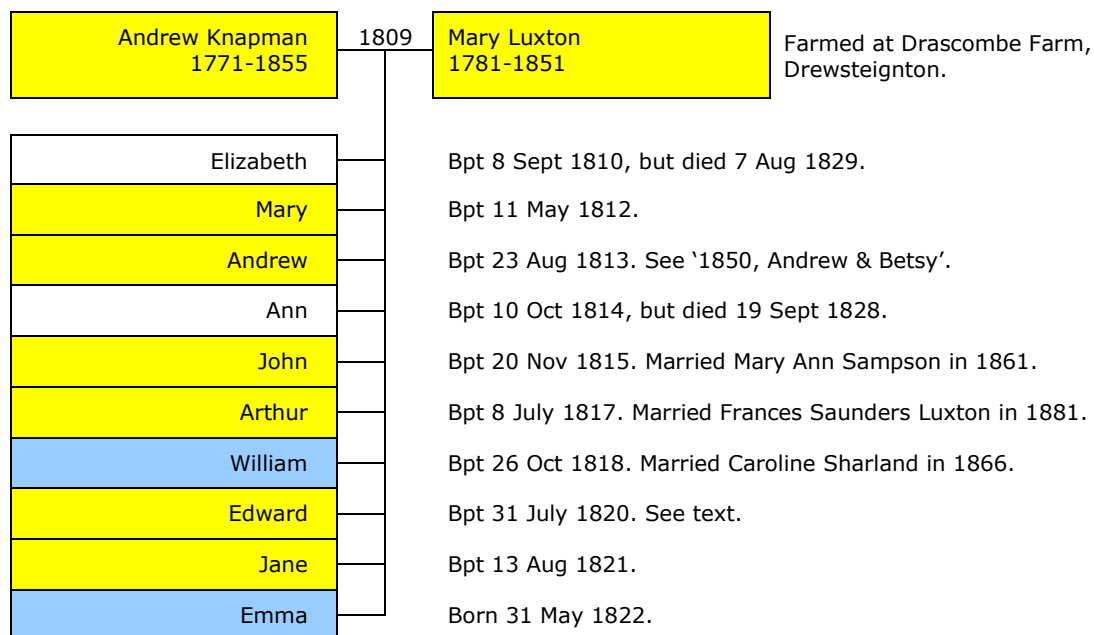 Andrew Knapman
1771-1855
1809
Mary Luxton
1781-1851
Farmed at Drascombe Farm,
Drewsteignton.
Elizabeth Bpt 8 Sept 1810, but died 7 Aug 1829.
Mary Bpt 11 May 1812.
Andrew Bpt 23 Aug 1813. See ‘1850, Andrew & Betsy’.
Ann Bpt 10 Oct 1814, but died 19 Sept 1828.
John Bpt 20 Nov 1815. Married Mary Ann Sampson in 1861.
Arthur Bpt 8 July 1817. Married Frances Saunders Luxton in 1881.
William Bpt 26 Oct 1818. Married Caroline Sharland in 1866.
Edward Bpt 31 July 1820. See text.
Jane Bpt 13 Aug 1821.
Emma Born 31 May 1822.